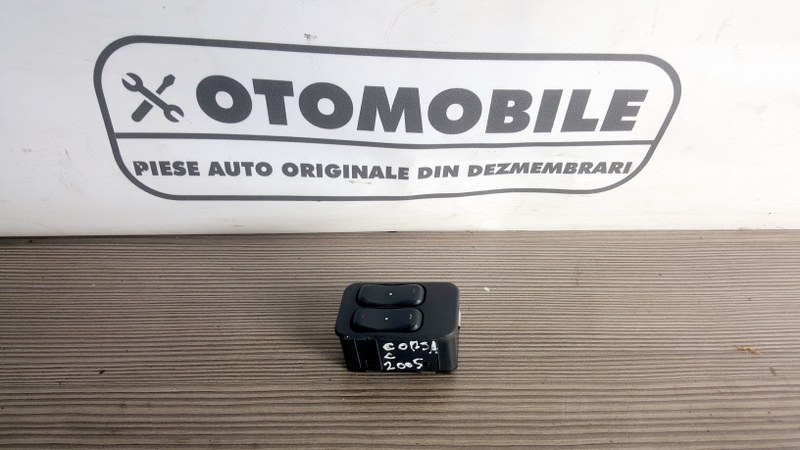 OTOMOBILE
PIESE AUTO ORIGINALE DIN DEZMEMBRARI
CORSA
C
2005